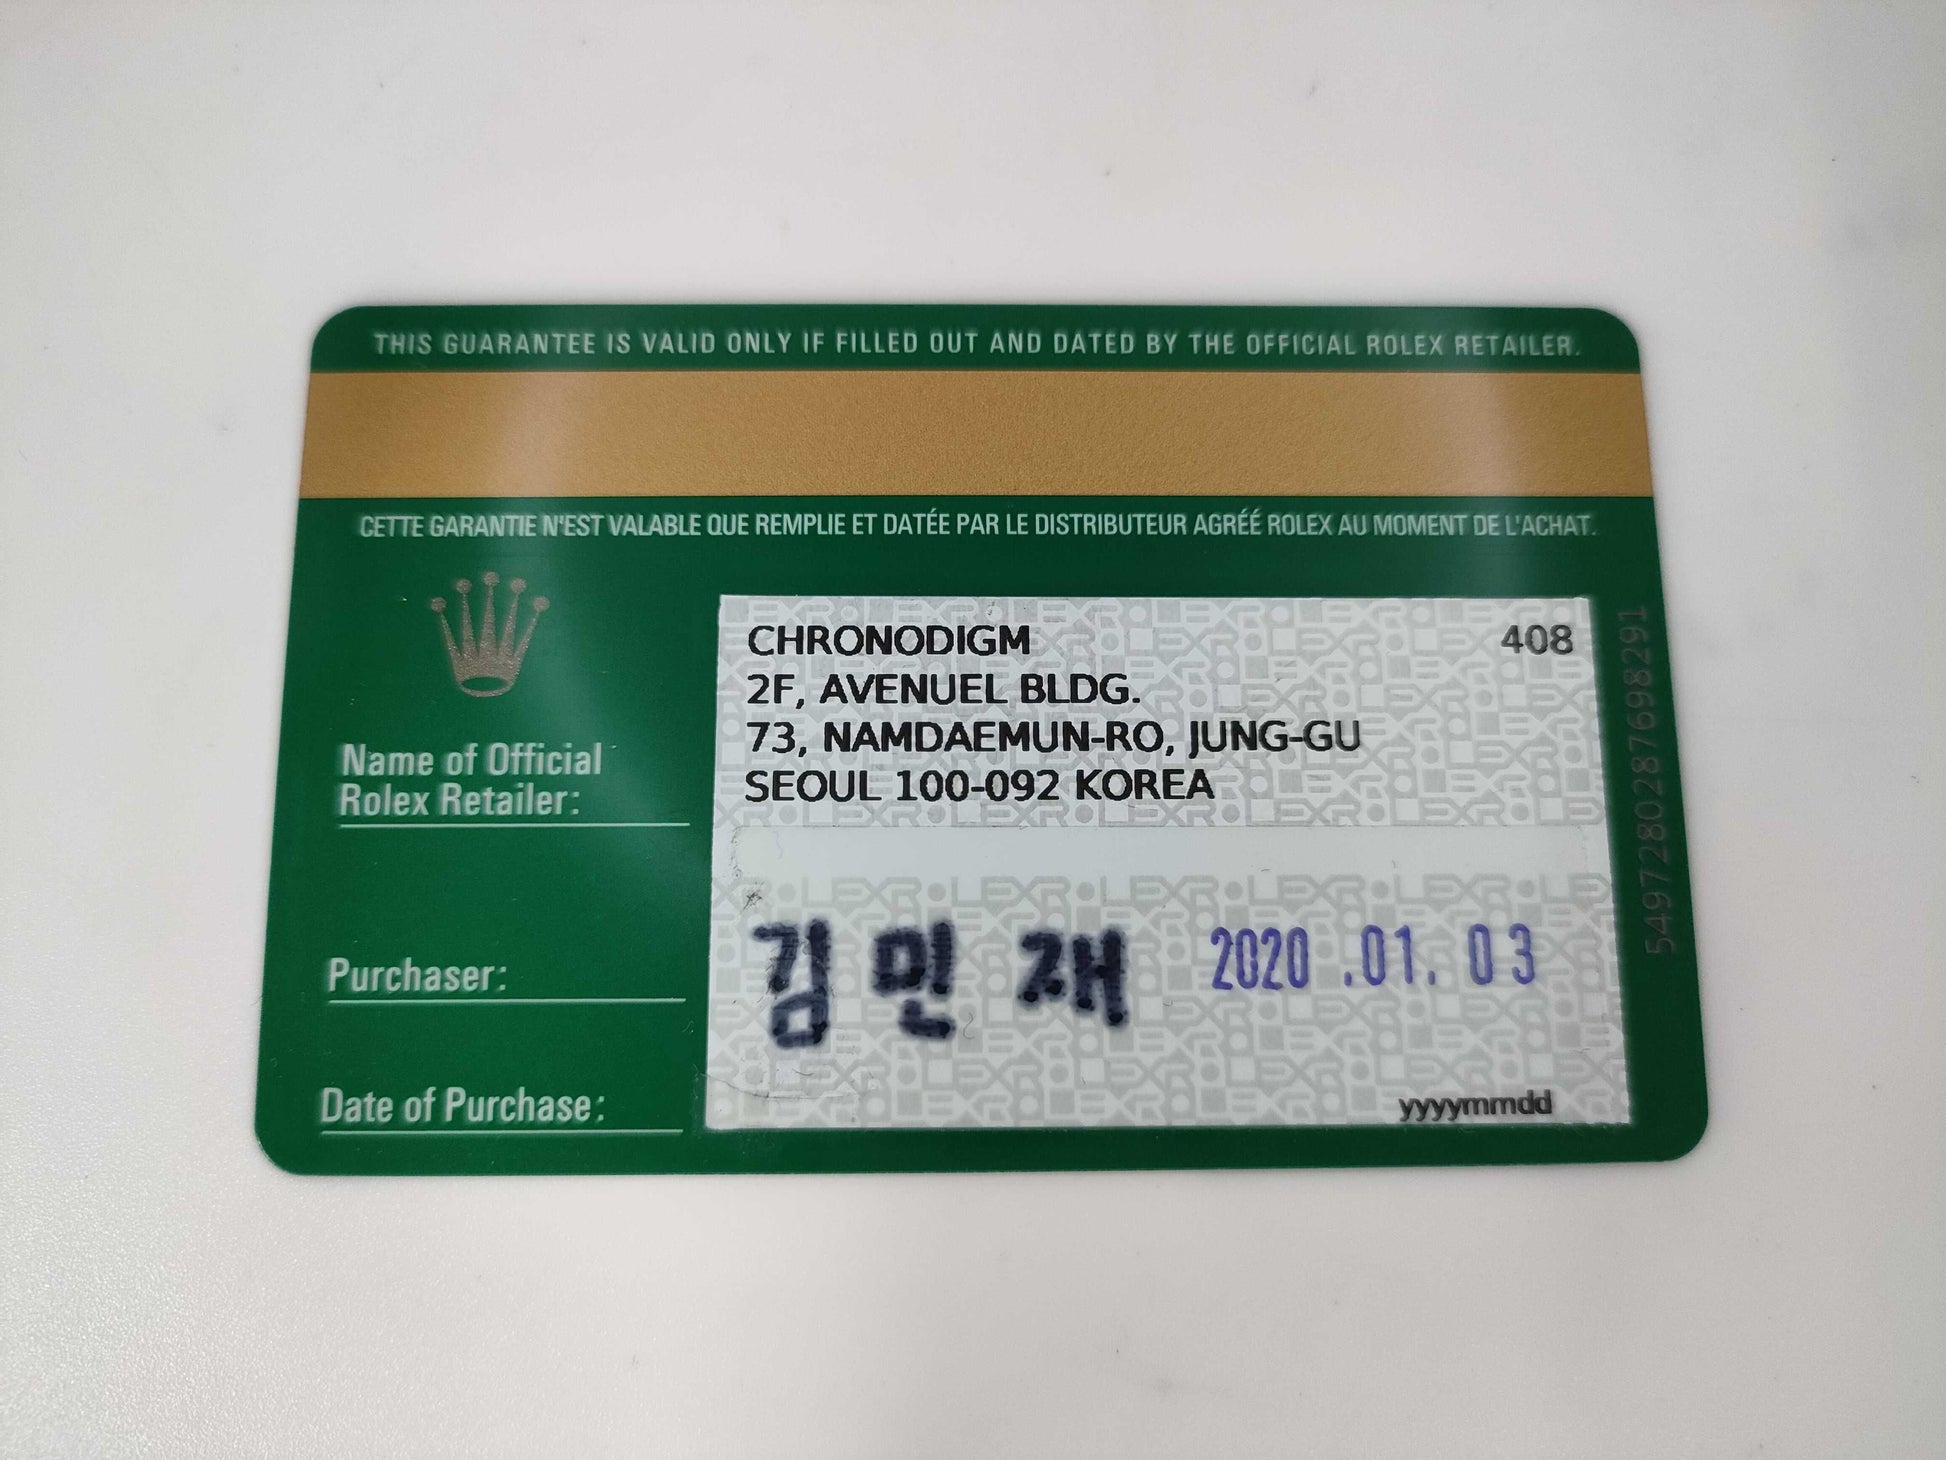 THIS GUARANTEE IS VALID ONLY IF FILLED OUT AND DATED BY THE OFFICIAL ROLEX RETAILER.
CETTE GARANTIE N'EST VALABLE QUE REMPLIE ET DATÉE PAR LE DISTRIBUTEUR AGRÉÉ ROLEX AU MOMENT DE L'ACHAT.
CHRONODIGM 408
2F, AVENUEL BLDG.
73, NAMDAEMUN-RO, JUNG-GU
SEOUL 100-092 KOREA
Name of Official
Rolex Retailer:
Purchaser:
김민재 2020.01.03
Date of Purchase:
yyyymmdd
5497280287698291